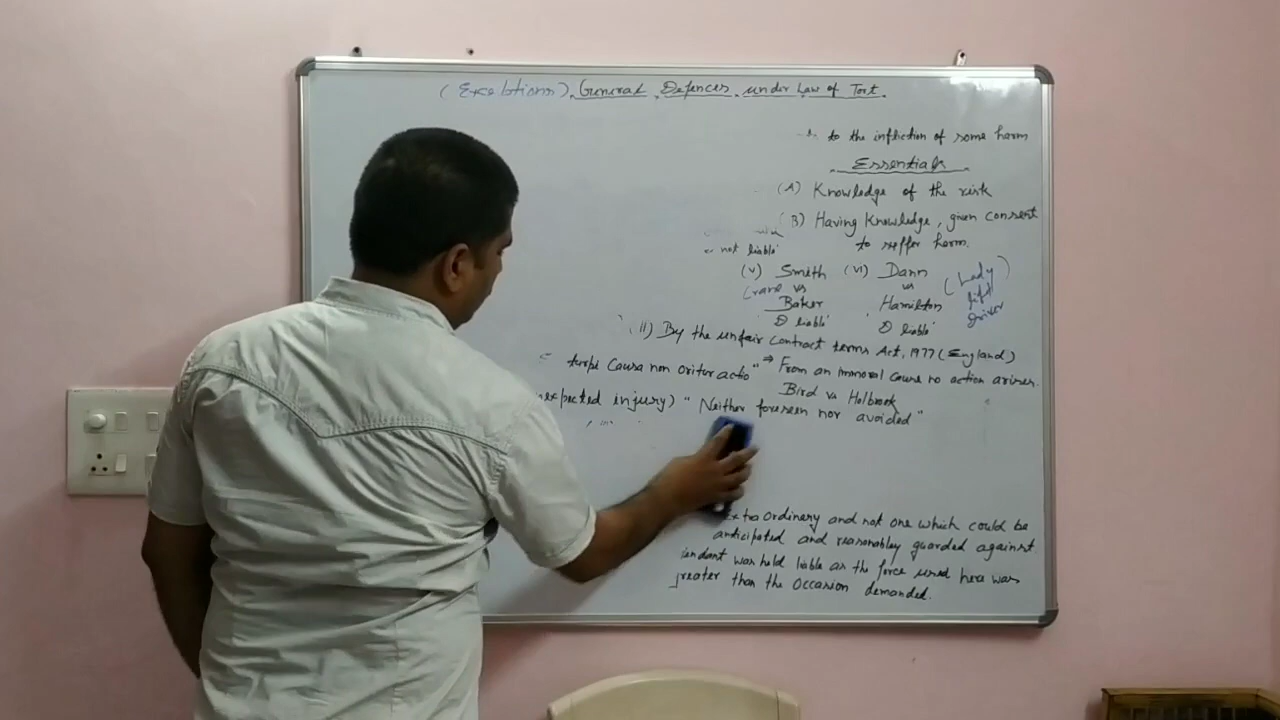 (Excebtions) General Defences under Law of Tort
to the infliction of some harm
Essentials
(A) Knowledge of the risk
(B) Having Knowledge, given consent
to suffer harm.
not liable
(V) Smith
vs
Baker
D liable
(VI) Dann
vs
Hamilton
D liable
(Lady
lift
driver
II) By the unfair contract terms Act, 1977 (England)
turpi Causa non oritur actio" ⇒ From an immoral cause no action arises.
Bird vs Holbrook
expected injury) "Neither foreseen nor avoided"
extra Ordinary and not one which could be
anticipated and reasonably guarded against.
endant was held liable as the force used here was
greater than the Occasion demanded.